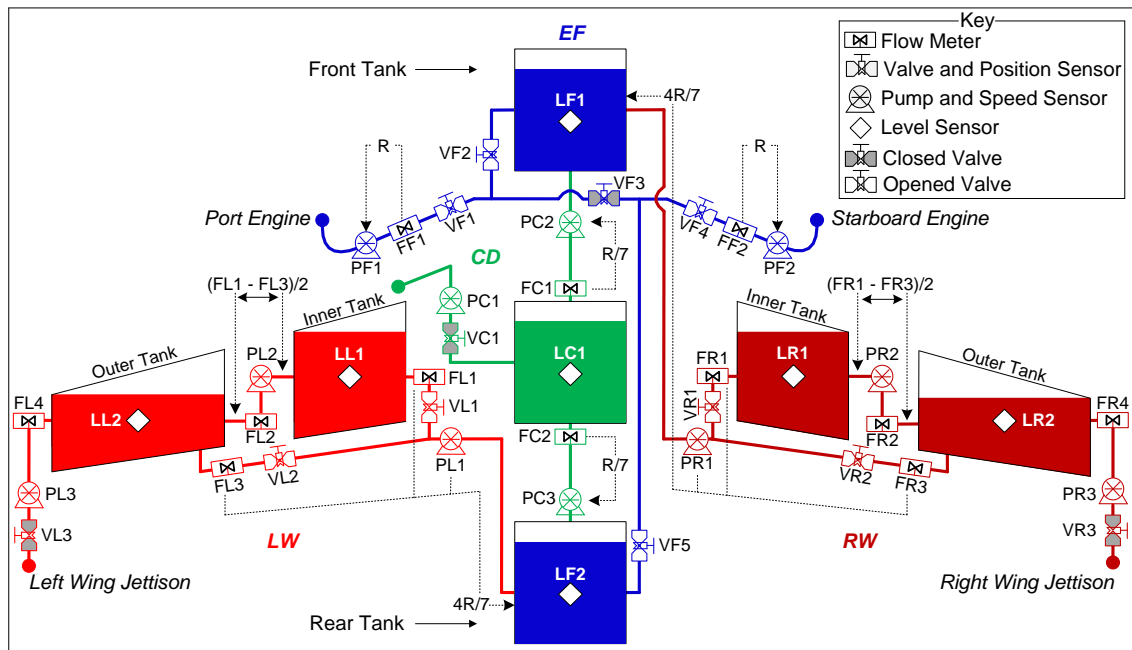 EF
Key
Flow Meter
Valve and Position Sensor
Pump and Speed Sensor
Level Sensor
Closed Valve
Opened Valve
Front Tank
LF1
4R/7
VF2
R
R
VF3
Port Engine
VF1
FF1
PF1
PC2
VF4
FF2
PF2
Starboard Engine
CD
R/7
(FL1 - FL3)/2
(FR1 - FR3)/2
FC1
PC1
Inner Tank
Inner Tank
Outer Tank
Outer Tank
PL2
VC1
LL1
LC1
LR1
PR2
FL1
FR1
FL4
LL2
FL2
VL1
VR1
FR2
LR2
FR4
FC2
FL3
VL2
PL1
R/7
PR1
VR2
FR3
PL3
PC3
PR3
VL3
LW
VF5
RW
VR3
LF2
Left Wing Jettison
Right Wing Jettison
4R/7
Rear Tank